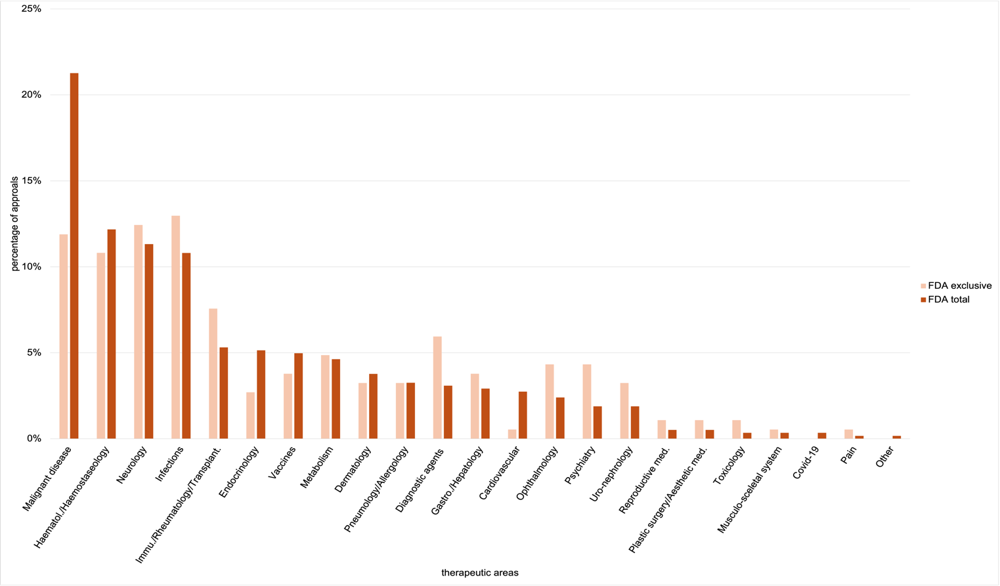 25%
20%
15%
10%
5%
0%
percentage of approals
Malignant disease
Haematol./Haemostaseology
Neurology
Infections
Immu./Rheumatology/Transplant.
Endocrinology
Vaccines
Metabolism
Dermatology
Pneumology/Allergology
Diagnostic agents
Gastro./Hepatology
Cardiovascular
Ophthalmology
Psychiatry
Uro-nephrology
Reproductive med.
Plastic surgery/Aesthetic med.
Toxicology
Musculo-sceletal system
Covid-19
Pain
Other
therapeutic areas
FDA exclusive
FDA total